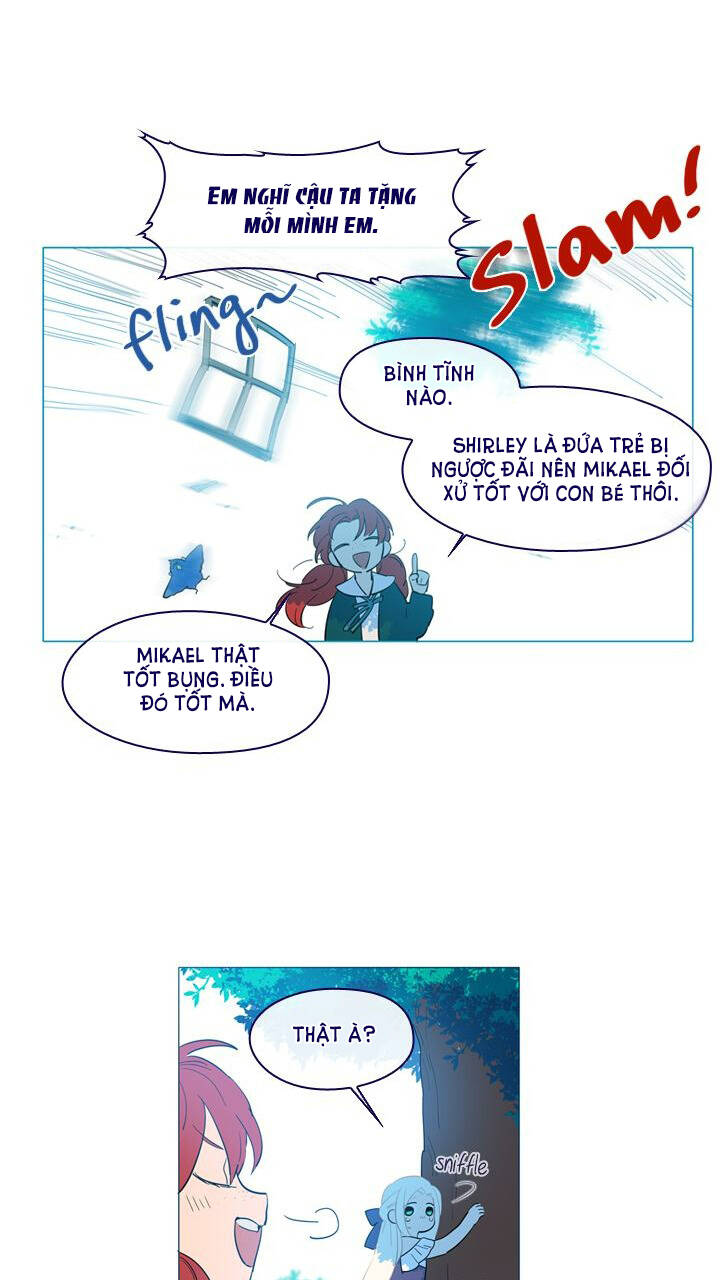 EM NGHĨ CẬU TA TẶNG
MỖI MÌNH EM.
Slam!
fling~
BÌNH TĨNH
NÀO.
SHIRLEY LÀ ĐỨA TRẺ BỊ
NGƯỢC ĐÃI NÊN MIKAEL ĐỐI
XỬ TỐT VỚI CON BÉ THÔI.
MIKAEL THẬT
TỐT BỤNG. ĐIỀU
ĐÓ TỐT MÀ.
THẬT À?
sniffle